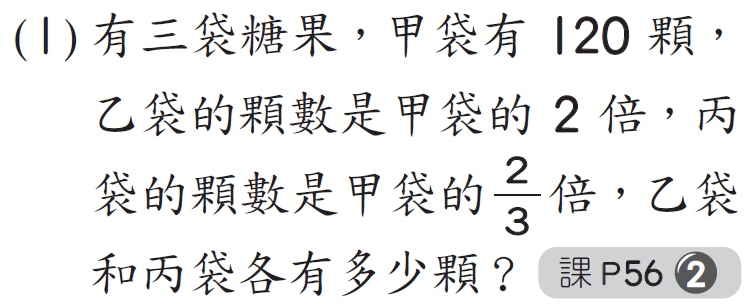 (1) 有三袋糖果，甲袋有 120 顆，
乙袋的顆數是甲袋的 2 倍，丙
袋的顆數是甲袋的 2/3 倍，乙袋
和丙袋各有多少顆？ 課 P56 2